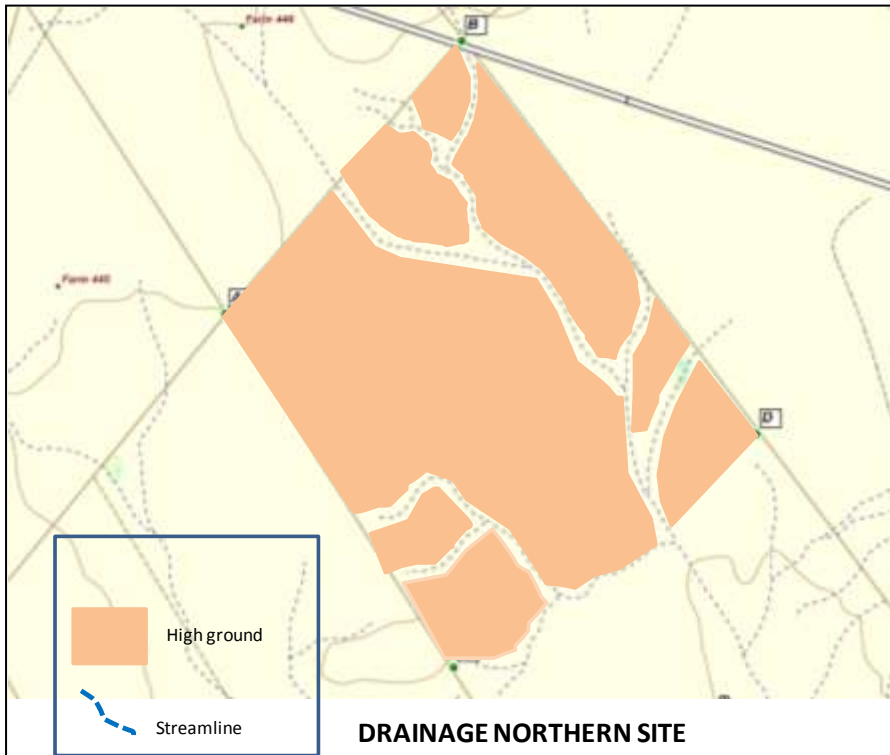 Farm 446
B
Farm 440
A
D
High ground
Streamline
DRAINAGE NORTHERN SITE